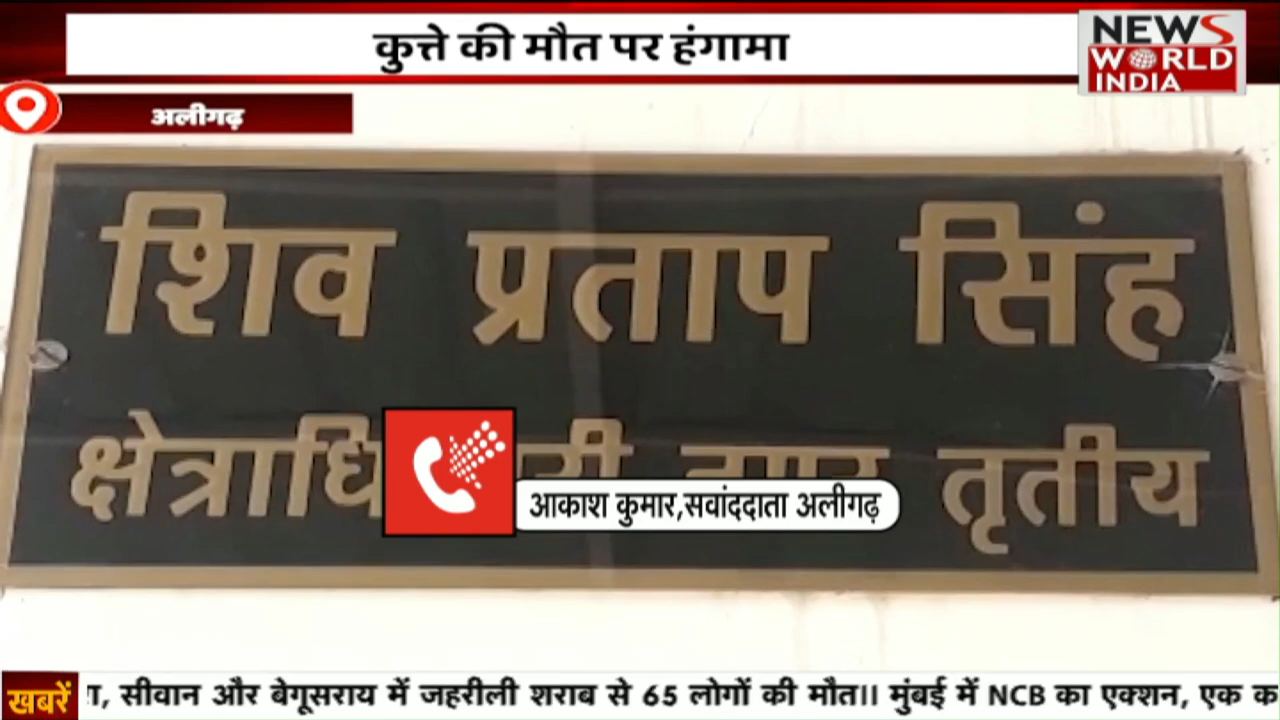 कुत्ते की मौत पर हंगामा
NEWS
WORLD
INDIA
अलीगढ़
शिव प्रताप सिंह
तृतीय
आकाश कुमार,सवांददाता अलीगढ़
खबरें
, सीवान और बेगूसराय में जहरीली शराब से 65 लोगों की मौत।। मुंबई में NCB का एक्शन, एक